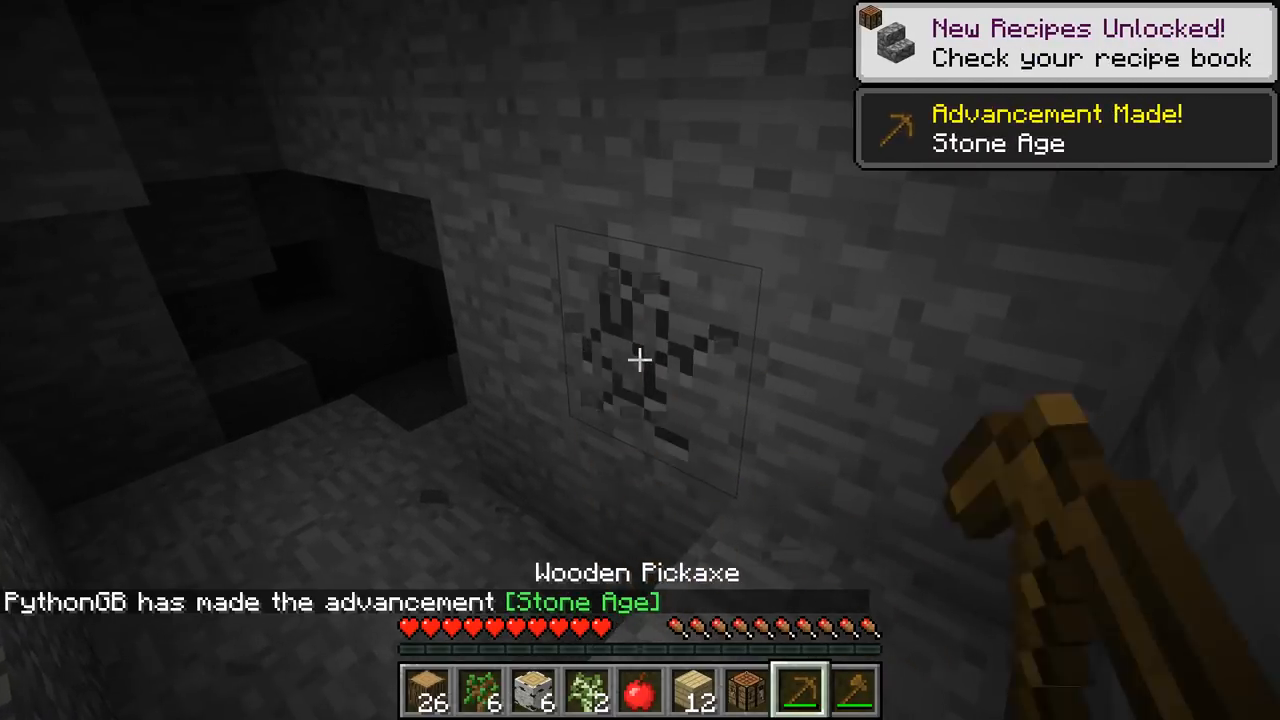 New Recipes Unlocked!
Check your recipe book
Advancement Made!
Stone Age
Wooden Pickaxe
PythonGB has made the advancement [Stone Age]
26 6 6 2 12